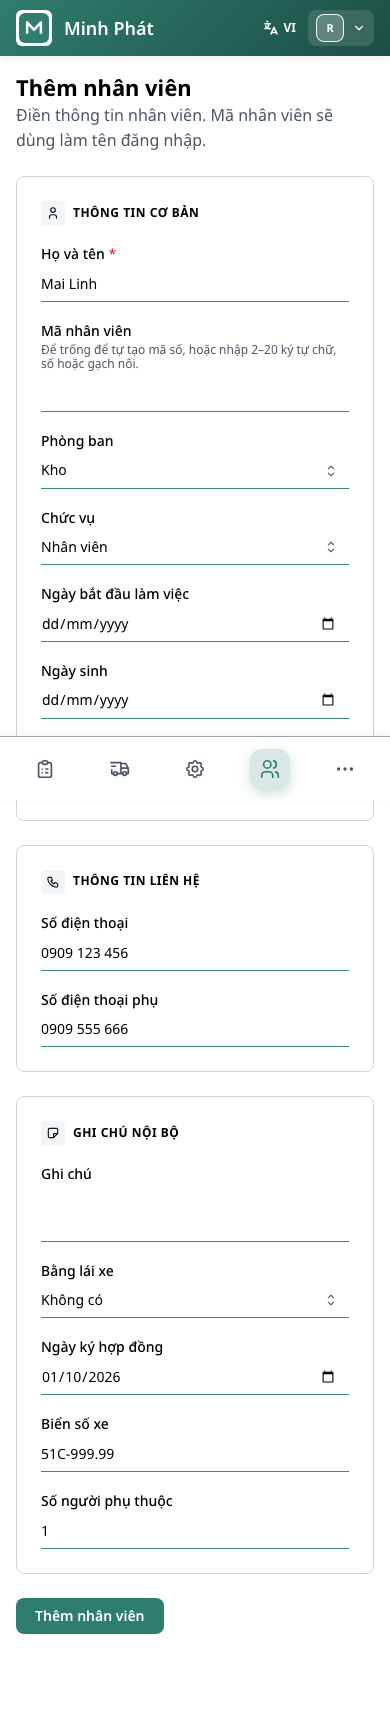 Minh Phát
VI
R
Thêm nhân viên
Điền thông tin nhân viên. Mã nhân viên sẽ
dùng làm tên đăng nhập.
THÔNG TIN CƠ BẢN
Họ và tên *
Mai Linh
Mã nhân viên
Để trống để tự tạo mã số, hoặc nhập 2–20 ký tự chữ,
số hoặc gạch nối.
Phòng ban
Kho
Chức vụ
Nhân viên
Ngày bắt đầu làm việc
dd/mm/yyyy
Ngày sinh
dd/mm/yyyy
THÔNG TIN LIÊN HỆ
Số điện thoại
0909 123 456
Số điện thoại phụ
0909 555 666
GHI CHÚ NỘI BỘ
Ghi chú
Bằng lái xe
Không có
Ngày ký hợp đồng
01/10/2026
Biển số xe
51C-999.99
Số người phụ thuộc
1
Thêm nhân viên